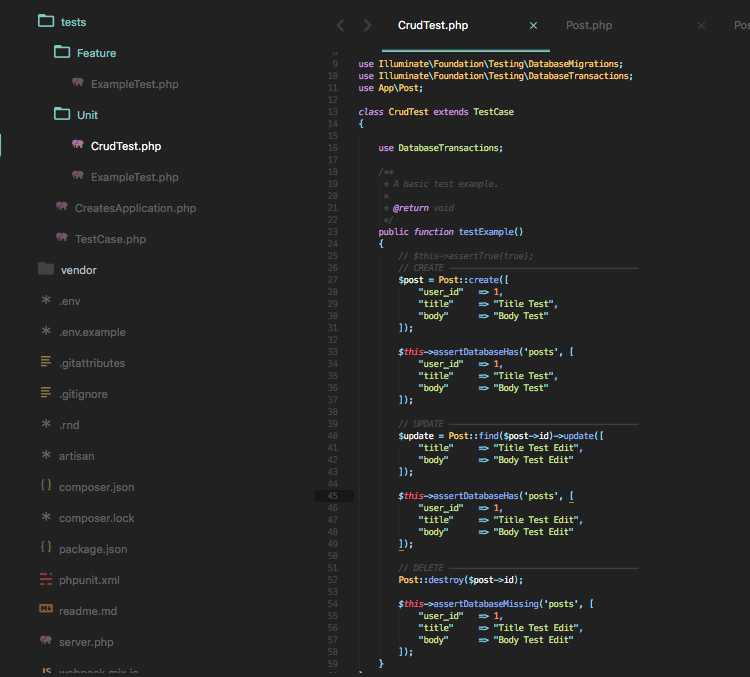 tests
Feature
ExampleTest.php
Unit
CrudTest.php
ExampleTest.php
CreatesApplication.php
TestCase.php
vendor
.env
.env.example
.gitattributes
.gitignore
.rnd
artisan
composer.json
composer.lock
package.json
phpunit.xml
readme.md
server.php
JS webpack.mix.js
CrudTest.php × Post.php × Pos
8
9 use Illuminate\Foundation\Testing\DatabaseMigrations;
10 use Illuminate\Foundation\Testing\DatabaseTransactions;
11 use App\Post;
12
13 class CrudTest extends TestCase
14 {
15
16 use DatabaseTransactions;
17
18 /**
19 * A basic test example.
20 *
21 * @return void
22 */
23 public function testExample()
24 {
25 // $this->assertTrue(true);
26 // CREATE
27 $post = Post::create([
28 "user_id" => 1,
29 "title" => "Title Test",
30 "body" => "Body Test"
31 ]);
32
33 $this->assertDatabaseHas('posts', [
34 "user_id" => 1,
35 "title" => "Title Test",
36 "body" => "Body Test"
37 ]);
38
39 // UPDATE
40 $update = Post::find($post->id)->update([
41 "title" => "Title Test Edit",
42 "body" => "Body Test Edit"
43 ]);
44
45 $this->assertDatabaseHas('posts', [
46 "user_id" => 1,
47 "title" => "Title Test Edit",
48 "body" => "Body Test Edit"
49 ]);
50
51 // DELETE
52 Post::destroy($post->id);
53
54 $this->assertDatabaseMissing('posts', [
55 "user_id" => 1,
56 "title" => "Title Test Edit",
57 "body" => "Body Test Edit"
58 ]);
59 }